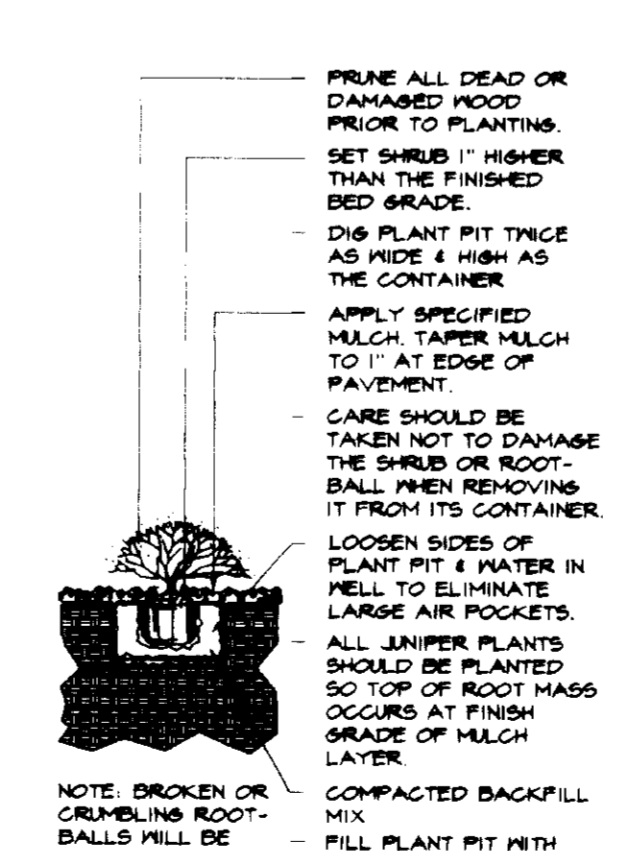 PRUNE ALL DEAD OR
DAMAGED WOOD
PRIOR TO PLANTING.
SET SHRUB 1" HIGHER
THAN THE FINISHED
BED GRADE.
DIG PLANT PIT TWICE
AS WIDE & HIGH AS
THE CONTAINER
APPLY SPECIFIED
MULCH. TAPER MULCH
TO 1" AT EDGE OF
PAVEMENT.
CARE SHOULD BE
TAKEN NOT TO DAMAGE
THE SHRUB OR ROOT-
BALL WHEN REMOVING
IT FROM ITS CONTAINER.
LOOSEN SIDES OF
PLANT PIT & WATER IN
WELL TO ELIMINATE
LARGE AIR POCKETS.
ALL JUNIPER PLANTS
SHOULD BE PLANTED
SO TOP OF ROOT MASS
OCCURS AT FINISH
GRADE OF MULCH
LAYER.
COMPACTED BACKFILL
MIX
FILL PLANT PIT WITH
NOTE: BROKEN OR
CRUMBLING ROOT-
BALLS WILL BE